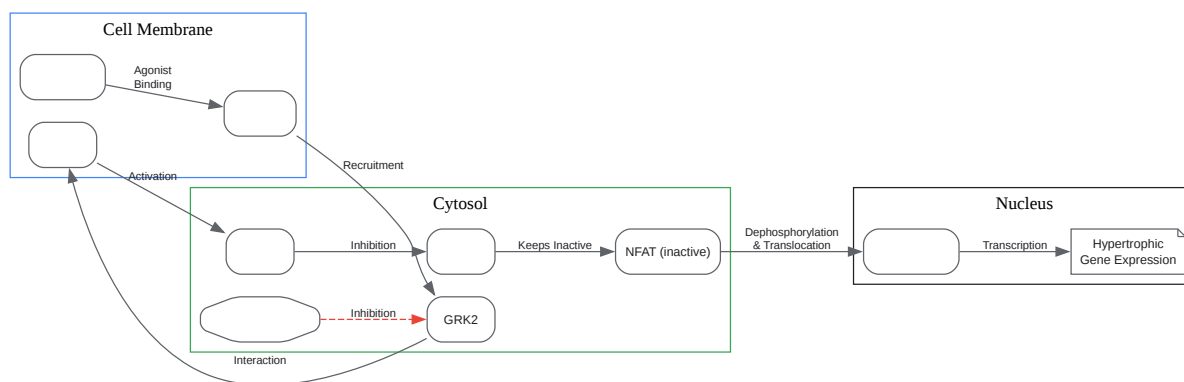 Cell Membrane
Agonist
Binding
Recruitment
Activation
Cytosol
Inhibition
Keeps Inactive
NFAT (inactive)
Dephosphorylation
& Translocation
Nucleus
Transcription
Hypertrophic
Gene Expression
Inhibition
GRK2
Interaction